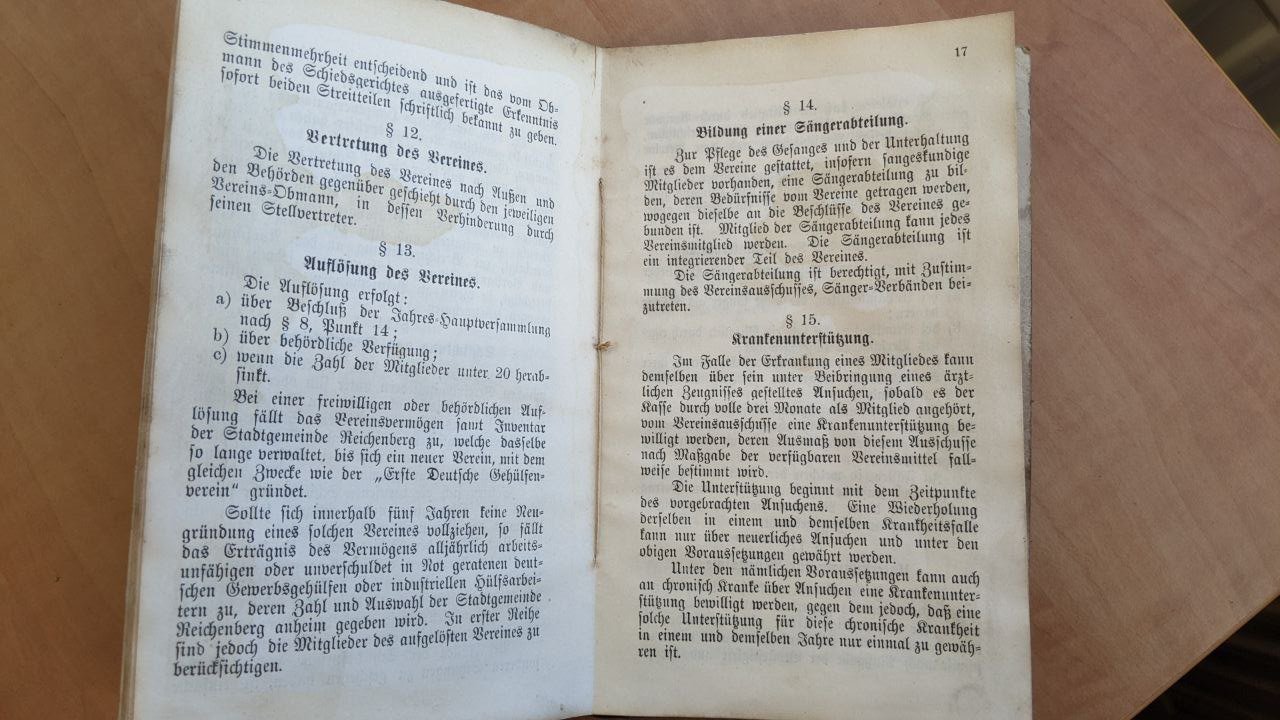 Stimmenmehrheit entscheidend und ist das vom Ob-
mann des Schiedsgerichtes ausgefertigte Erkenntnis
sofort beiden Streitteilen schriftlich bekannt zu geben.
§ 12.
Vertretung des Vereines.
Die Vertretung des Vereines nach Außen und
den Behörden gegenüber geschieht durch den jeweiligen
Vereins-Obmann, in dessen Verhinderung durch
seinen Stellvertreter.
§ 13.
Auflösung des Vereines.
Die Auflösung erfolgt:
a) über Beschluß der Jahres-Hauptversammlung
nach § 8, Punkt 14;
b) über behördliche Verfügung;
c) wenn die Zahl der Mitglieder unter 20 herab-
sinkt.
Bei einer freiwilligen oder behördlichen Auf-
lösung fällt das Vereinsvermögen samt Inventar
der Stadtgemeinde Reichenberg zu, welche dasselbe
so lange verwaltet, bis sich ein neuer Verein, mit dem
gleichen Zwecke wie der „Erste Deutsche Gehülfen-
verein“ gründet.
Sollte sich innerhalb fünf Jahren keine Neu-
gründung eines solchen Vereines vollziehen, so fällt
das Erträgnis des Vermögens alljährlich arbeits-
unfähigen oder unverschuldet in Not geratenen deut-
schen Gewerbsgehülfen oder industriellen Hülfsarbei-
tern zu, deren Zahl und Auswahl der Stadtgemeinde
Reichenberg anheim gegeben wird. In erster Reihe
sind jedoch die Mitglieder des aufgelösten Vereines zu
berücksichtigen.
17
§ 14.
Bildung einer Sängerabteilung.
Zur Pflege des Gesanges und der Unterhaltung
ist es dem Vereine gestattet, insofern sangeskundige
Mitglieder vorhanden, eine Sängerabteilung zu bil-
den, deren Bedürfnisse vom Vereine getragen werden,
wogegen dieselbe an die Beschlüsse des Vereines ge-
bunden ist. Mitglied der Sängerabteilung kann jedes
Vereinsmitglied werden. Die Sängerabteilung ist
ein integrierender Teil des Vereines.
Die Sängerabteilung ist berechtigt, mit Zustim-
mung des Vereinsausschusses, Sänger-Verbänden bei-
zutreten.
§ 15.
Krankenunterstützung.
Im Falle der Erkrankung eines Mitgliedes kann
demselben über sein unter Beibringung eines ärzt-
lichen Zeugnisses gestelltes Ansuchen, sobald es der
Kasse durch volle drei Monate als Mitglied angehört,
vom Vereinsausschusse eine Krankenunterstützung be-
willigt werden, deren Ausmaß von diesem Ausschusse
nach Maßgabe der verfügbaren Vereinsmittel fall-
weise bestimmt wird.
Die Unterstützung beginnt mit dem Zeitpunkte
des vorgebrachten Ansuchens. Eine Wiederholung
derselben in einem und demselben Krankheitsfalle
kann nur über neuerliches Ansuchen und unter den
obigen Voraussetzungen gewährt werden.
Unter den nämlichen Voraussetzungen kann auch
an chronisch Kranke über Ansuchen eine Krankenunter-
stützung bewilligt werden, gegen dem jedoch, daß eine
solche Unterstützung für diese chronische Krankheit
in einem und demselben Jahre nur einmal zu gewäh-
ren ist.